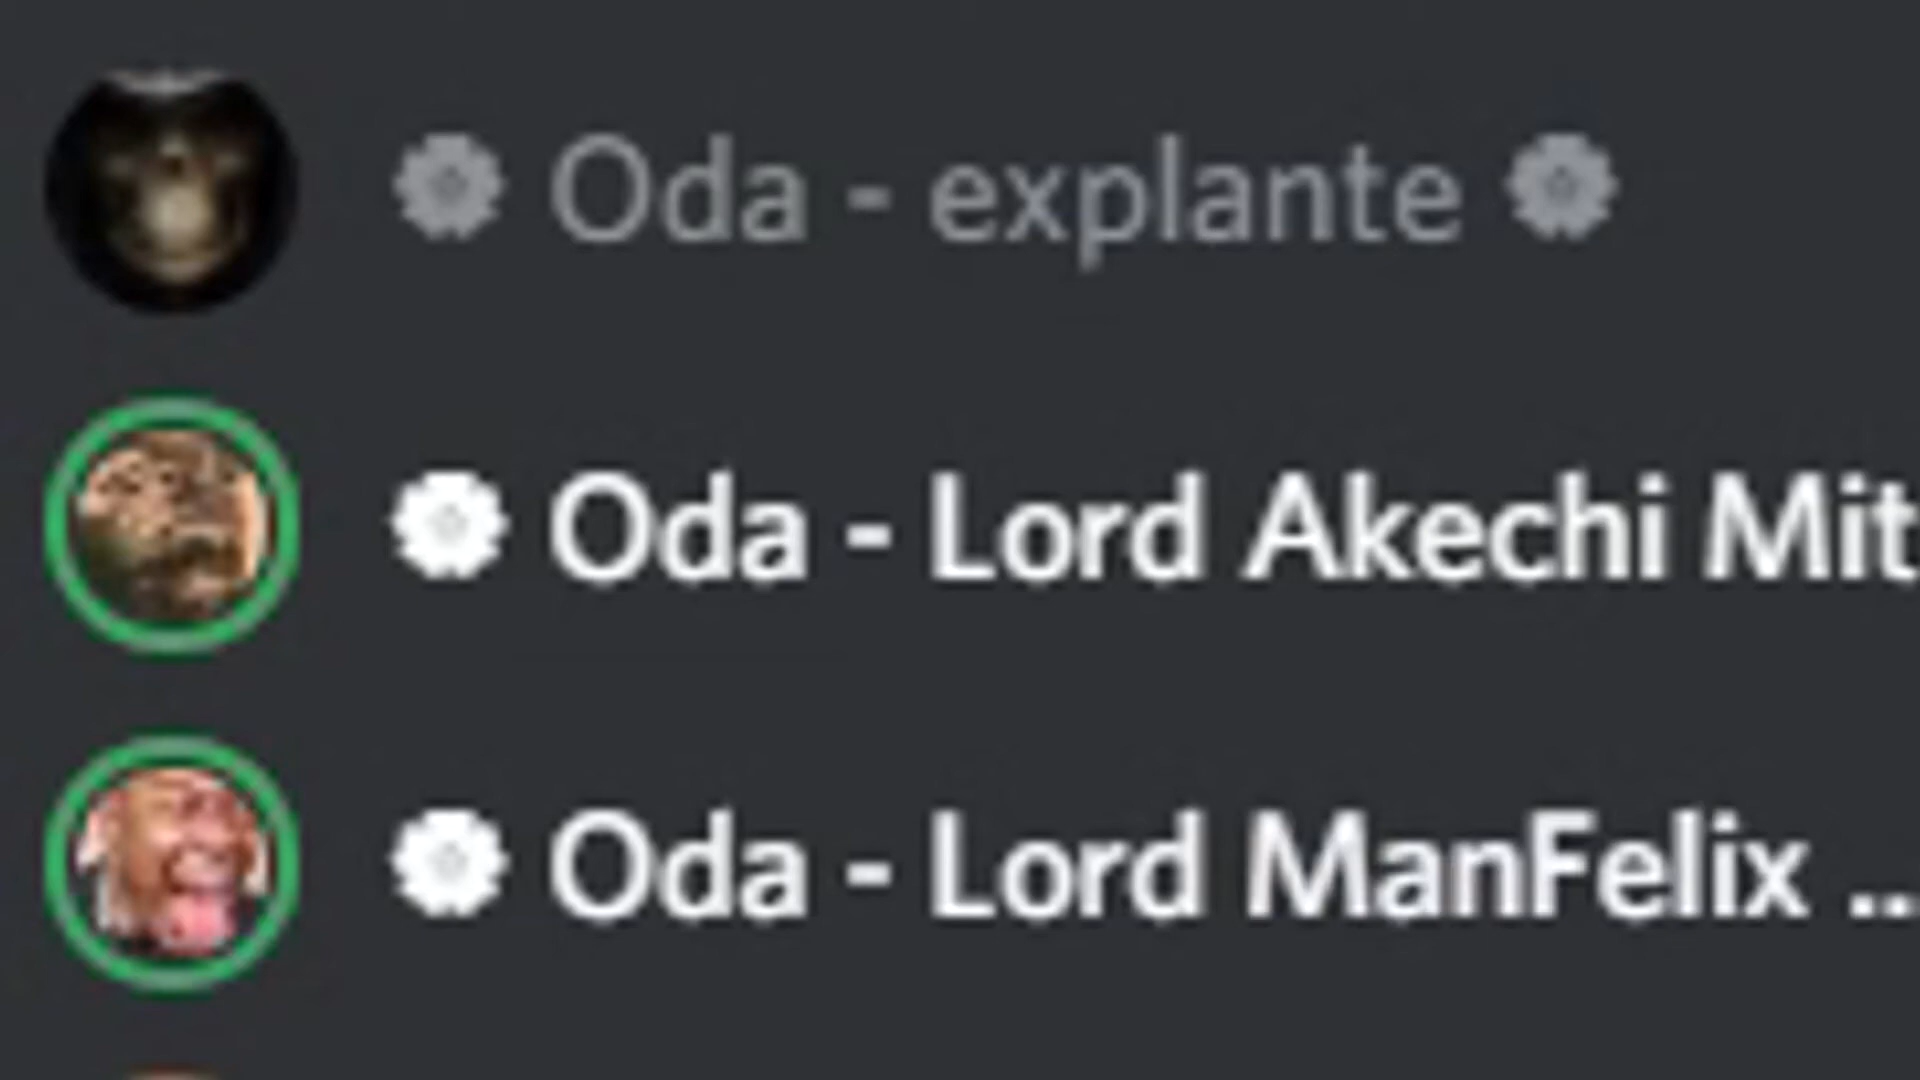 Oda - explante
Oda - Lord Akechi Mit
Oda - Lord ManFelix ..